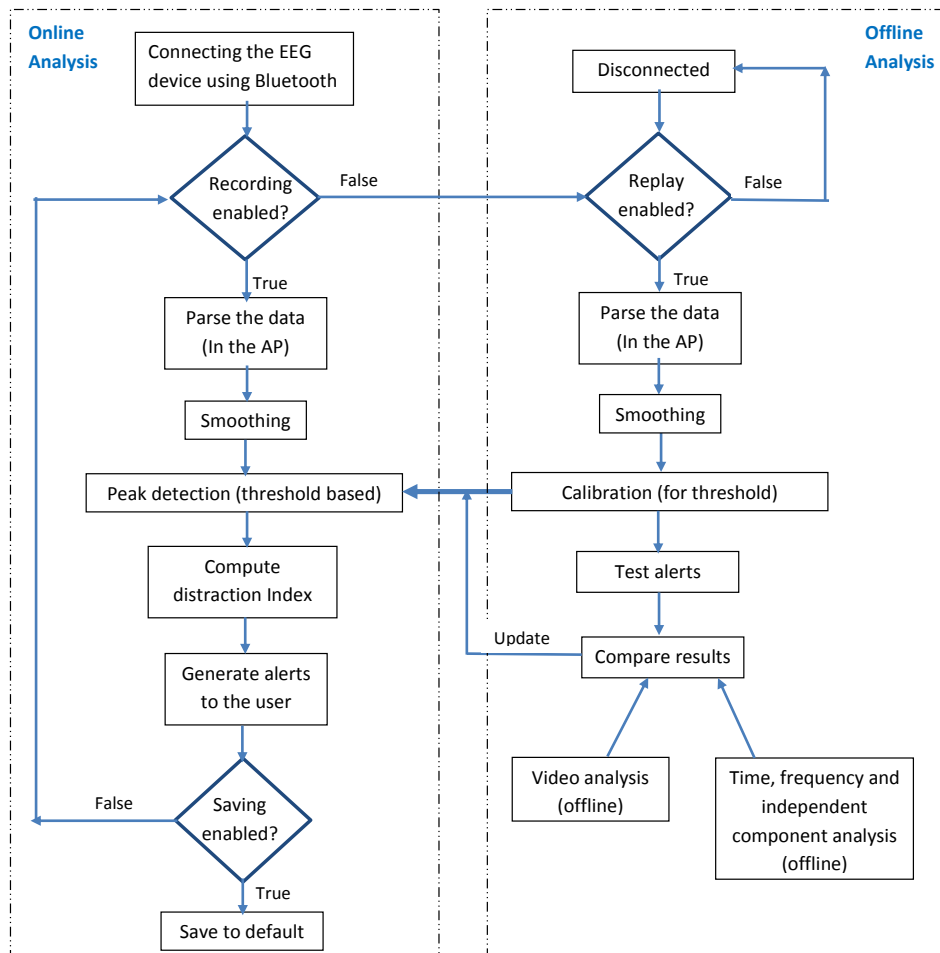 Online
Analysis
Connecting the EEG
device using Bluetooth
Recording
enabled?
False
True
Parse the data
(In the AP)
Smoothing
Peak detection (threshold based)
Compute
distraction Index
Generate alerts
to the user
Saving
enabled?
False
True
Save to default
Offline
Analysis
Disconnected
Replay
enabled?
False
True
Parse the data
(In the AP)
Smoothing
Calibration (for threshold)
Test alerts
Update
Compare results
Video analysis
(offline)
Time, frequency and
independent
component analysis
(offline)